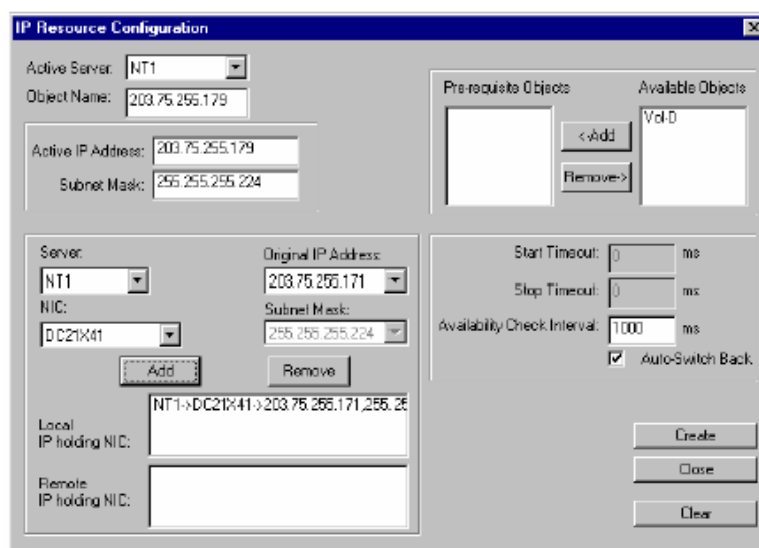 IP Resource Configuration
Active Server: NT1
Object Name: 203.75.255.179
Active IP Address: 203.75.255.179
Subnet Mask: 255.255.255.224
Pre-requisite Objects
Available Objects
Vol-D
<-Add
Remove->
Server:
NT1
Original IP Address:
203.75.255.171
NIC:
DC21X41
Subnet Mask:
255.255.255.224
Add
Remove
Local
IP holding NIC:
NT1->DC21X41->203.75.255.171,255.25
Remote
IP holding NIC:
Start Timeout: 0 ms
Stop Timeout: 0 ms
Availability Check Interval: 1000 ms
Auto-Switch Back
Create
Close
Clear